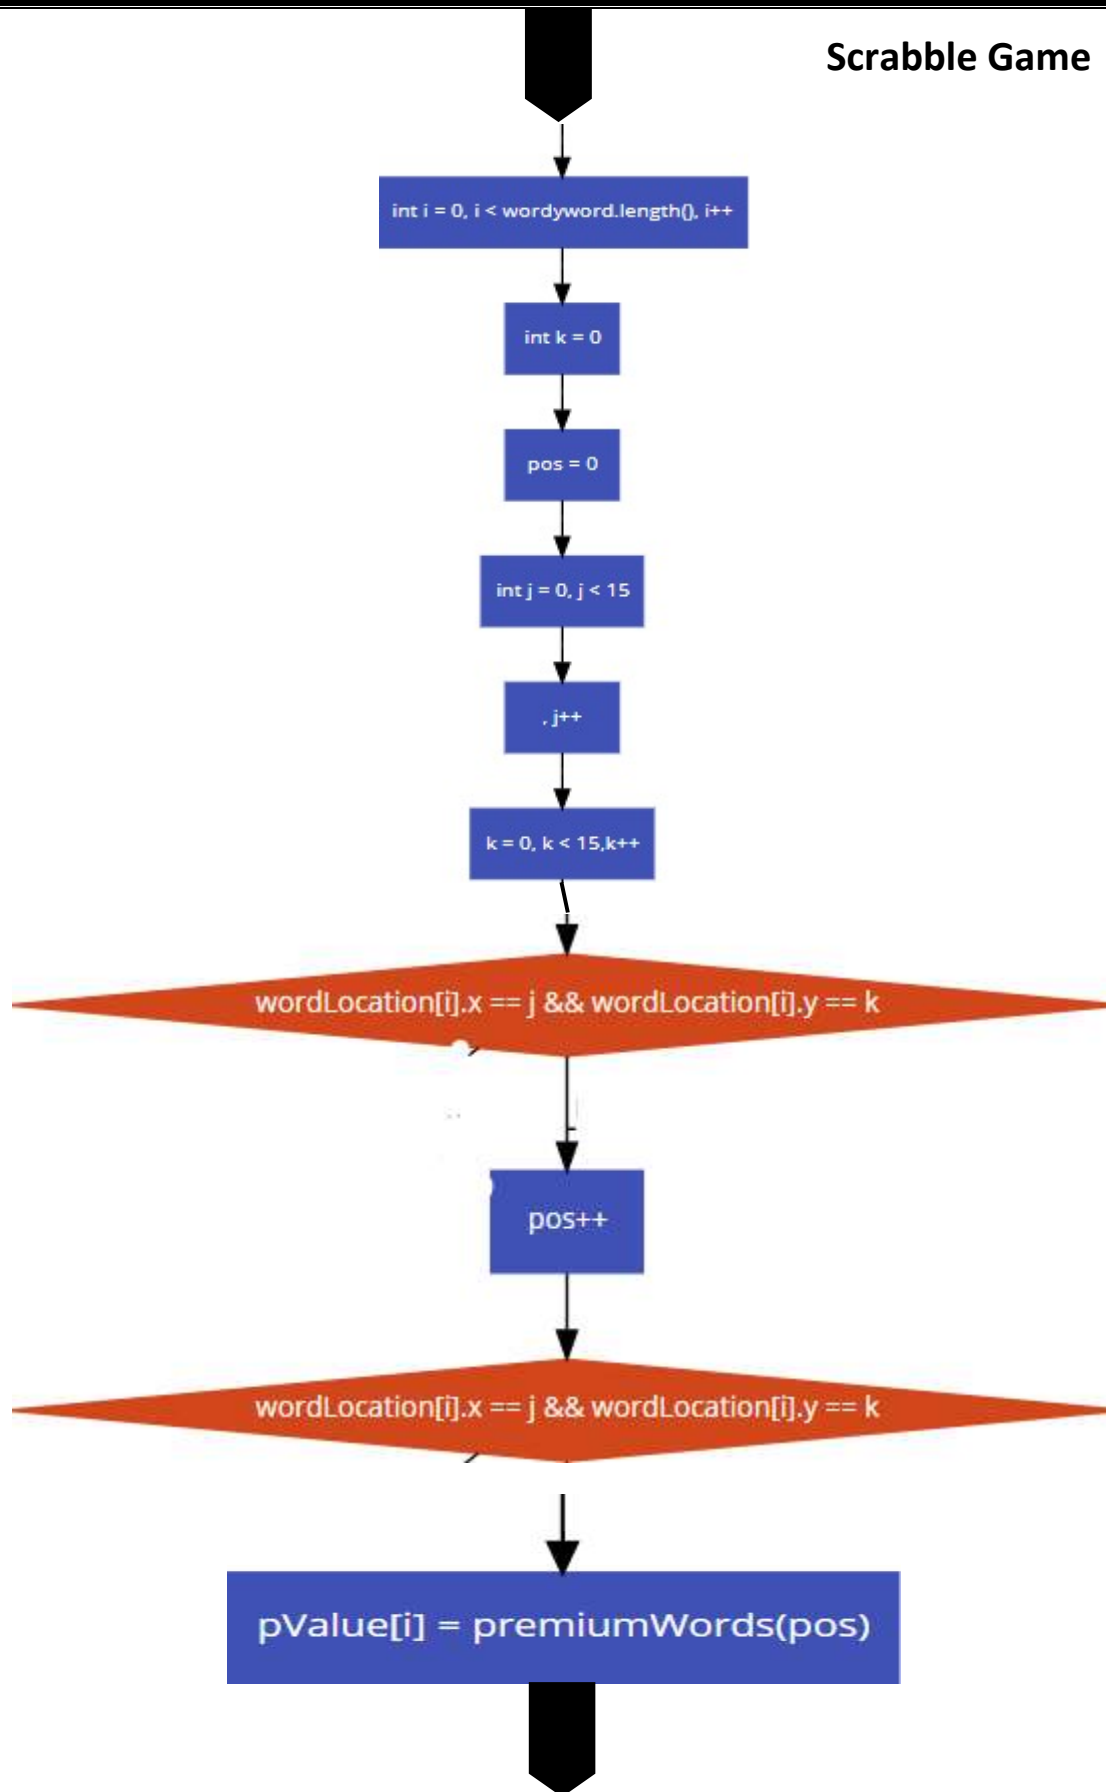 Scrabble Game
int i = 0, i < wordyword.length(), i++
int k = 0
pos = 0
int j = 0, j < 15
, j++
k = 0, k < 15,k++
wordLocation[i].x == j && wordLocation[i].y == k
pos++
wordLocation[i].x == j && wordLocation[i].y == k
pValue[i] = premiumWords(pos)